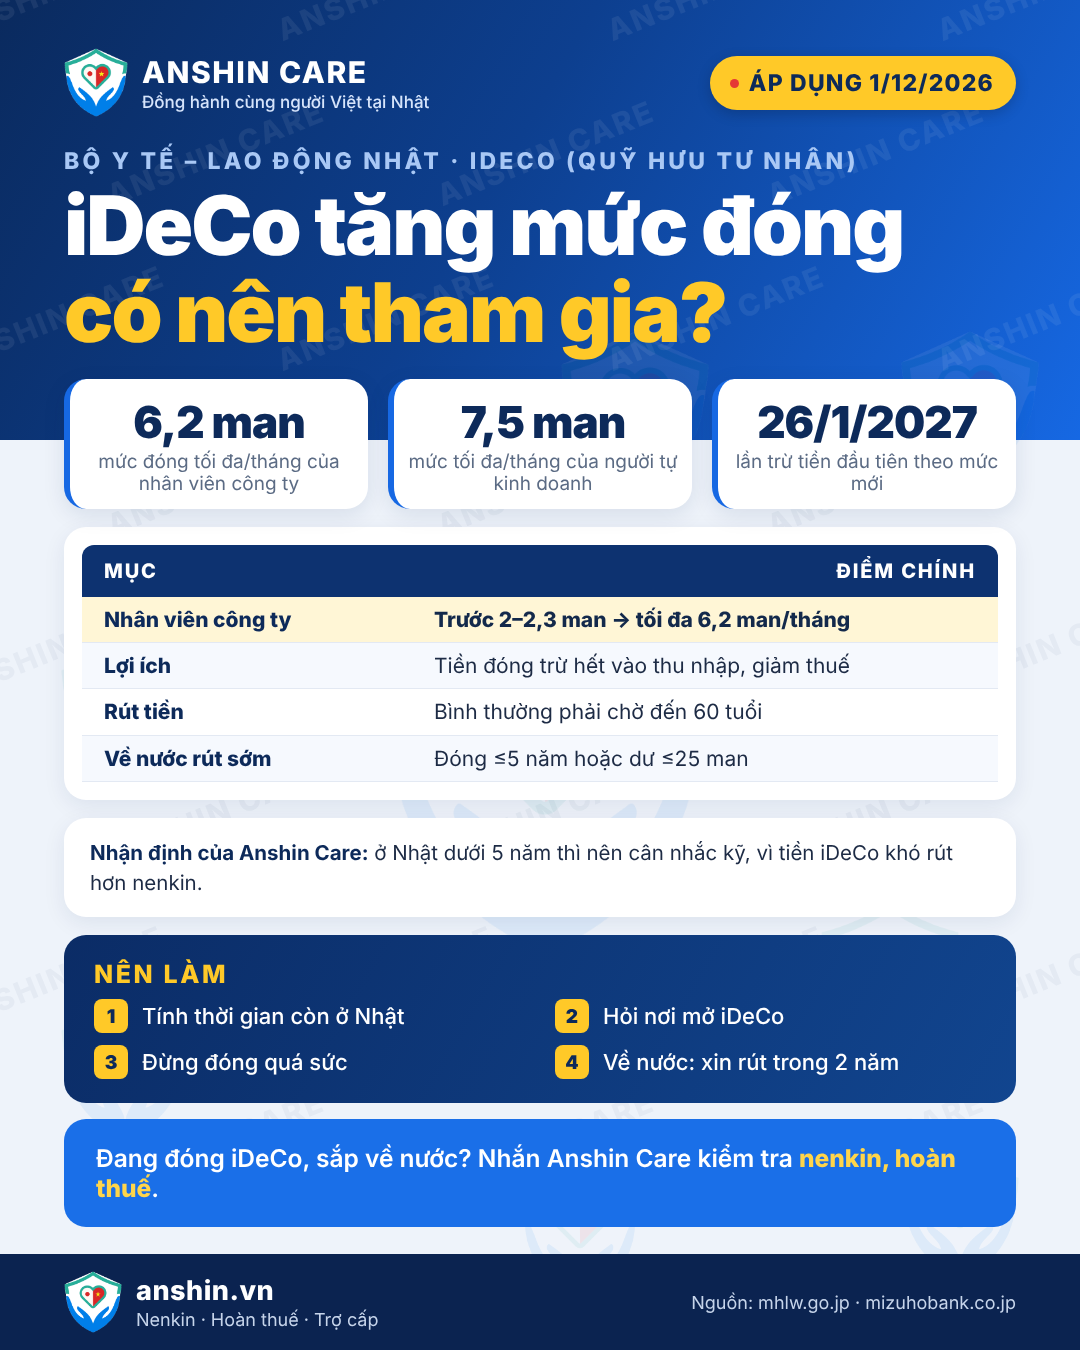 ANSHIN CARE
Đồng hành cùng người Việt tại Nhật
ÁP DỤNG 1/12/2026
BỘ Y TẾ – LAO ĐỘNG NHẬT · IDECO (QUỸ HƯU TƯ NHÂN)
iDeCo tăng mức đóng
có nên tham gia?
6,2 man
mức đóng tối đa/tháng của
nhân viên công ty
7,5 man
mức tối đa/tháng của người tự
kinh doanh
26/1/2027
lần trừ tiền đầu tiên theo mức
mới
MỤC ĐIỂM CHÍNH
Nhân viên công ty Trước 2–2,3 man → tối đa 6,2 man/tháng
Lợi ích Tiền đóng trừ hết vào thu nhập, giảm thuế
Rút tiền Bình thường phải chờ đến 60 tuổi
Về nước rút sớm Đóng ≤5 năm hoặc dư ≤25 man
Nhận định của Anshin Care: ở Nhật dưới 5 năm thì nên cân nhắc kỹ, vì tiền iDeCo khó rút
hơn nenkin.
NÊN LÀM
1 Tính thời gian còn ở Nhật
2 Hỏi nơi mở iDeCo
3 Đừng đóng quá sức
4 Về nước: xin rút trong 2 năm
Đang đóng iDeCo, sắp về nước? Nhắn Anshin Care kiểm tra nenkin, hoàn
thuế.
anshin.vn
Nenkin · Hoàn thuế · Trợ cấp
Nguồn: mhlw.go.jp · mizuhobank.co.jp